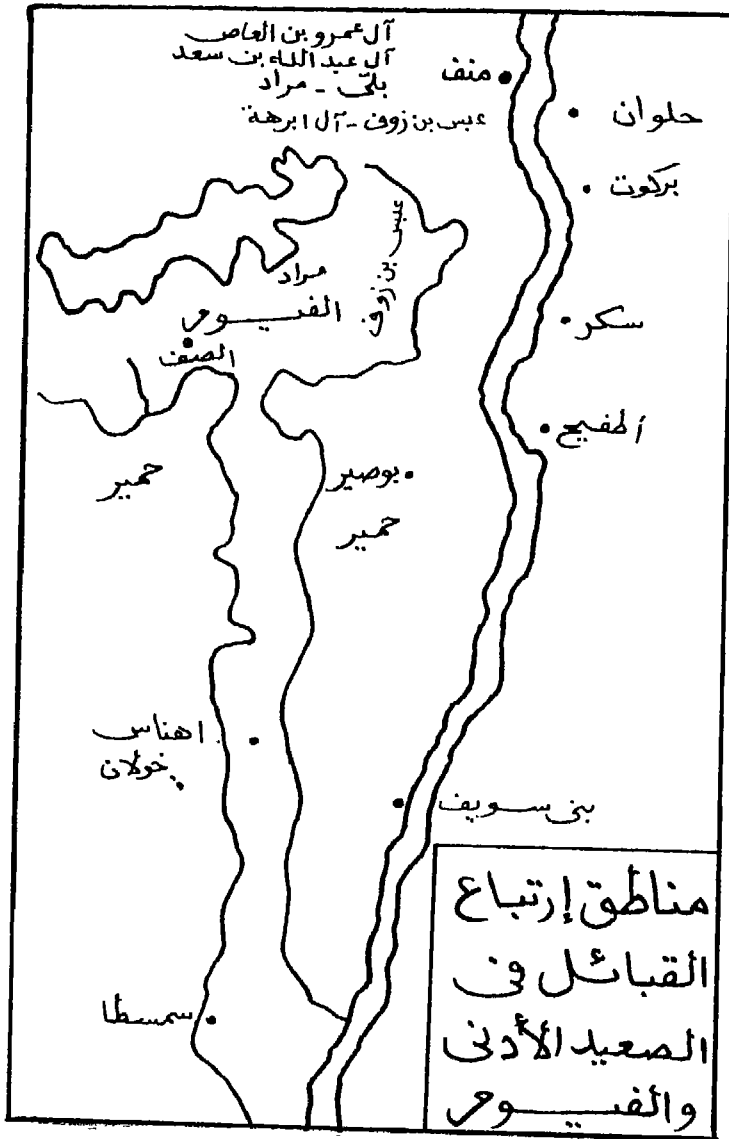 آل عمرو بن العاص
آل عبد الله بن سعد
بلّى - مراد
عبس بن زوف - آل ابرهة
منف
حلوان
بركوت
عبس بن زوف
مراد
الفيوم
سكر
الصف
أطفيح
بوصير
حمير
حمير
اهناس
خولان
بنى سويف
سمسطا
مناطق إرتباع
القبائل فى
الصعيد الأدنى
والفيوم